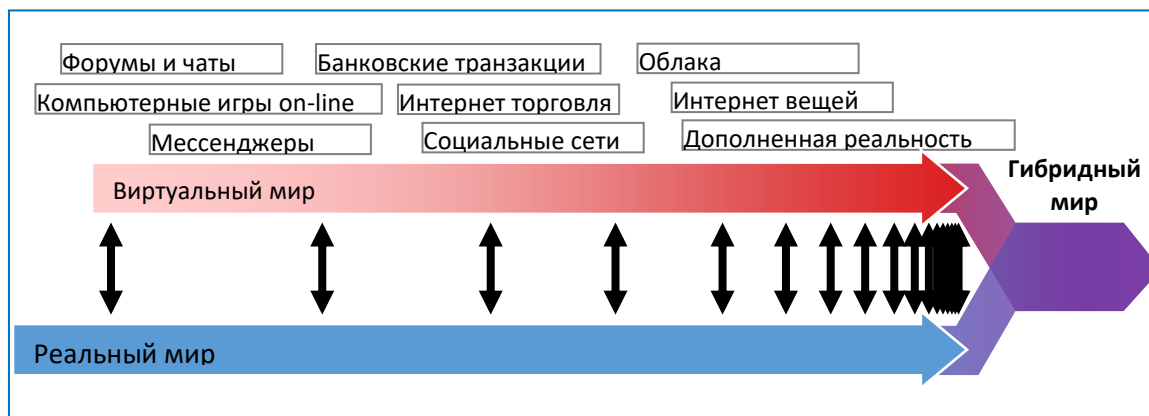 Форумы и чаты
Банковские транзакции
Облака
Компьютерные игры on-line
Интернет торговля
Интернет вещей
Мессенджеры
Социальные сети
Дополненная реальность
Виртуальный мир
Гибридный
мир
Реальный мир